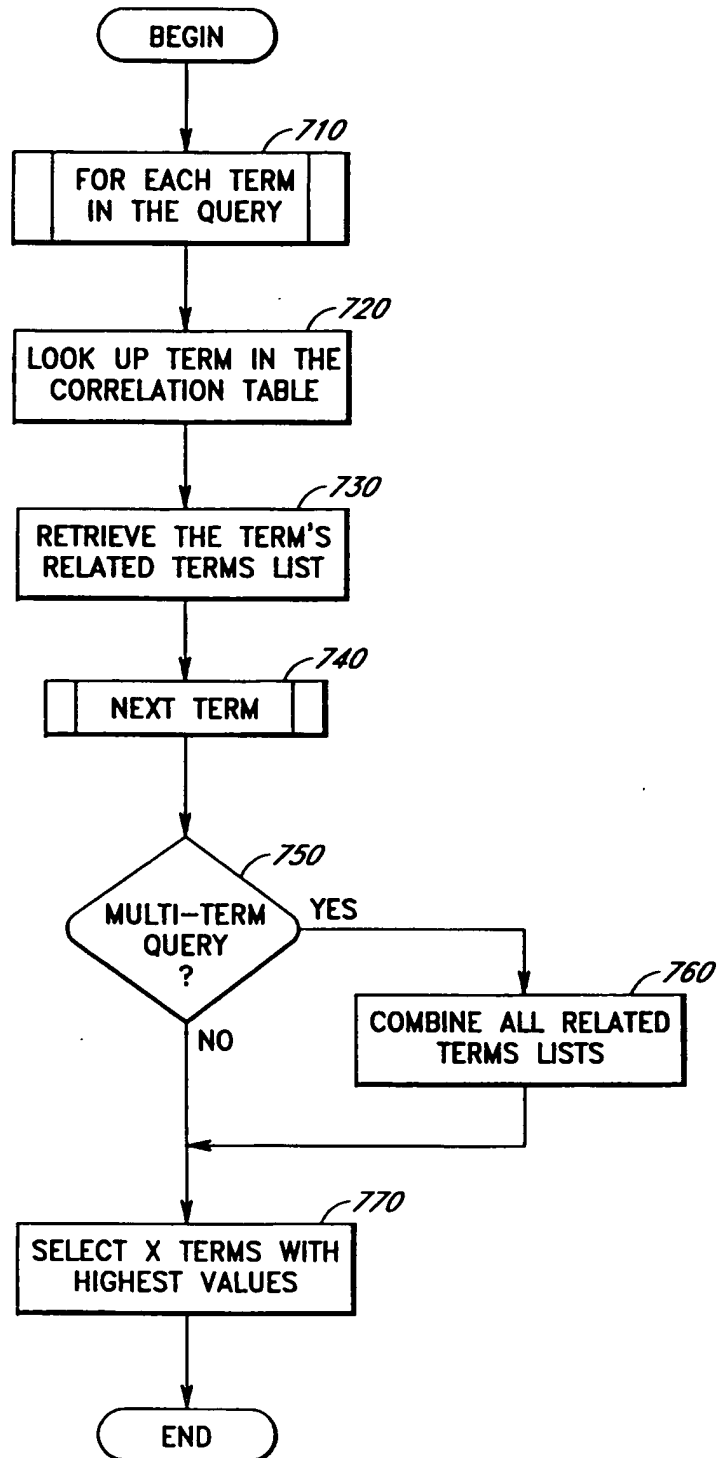 BEGIN
710
FOR EACH TERM
IN THE QUERY
720
LOOK UP TERM IN THE
CORRELATION TABLE
730
RETRIEVE THE TERM'S
RELATED TERMS LIST
740
NEXT TERM
750
MULTI-TERM
QUERY
?
YES
NO
760
COMBINE ALL RELATED
TERMS LISTS
770
SELECT X TERMS WITH
HIGHEST VALUES
END